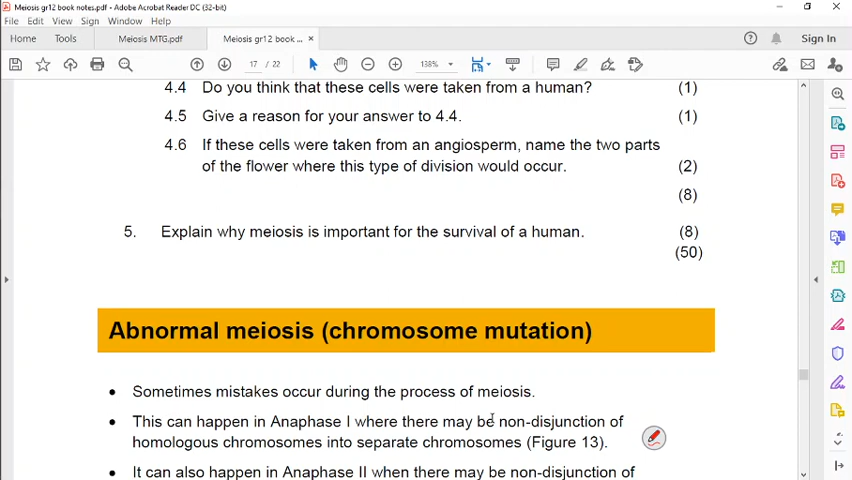 Meiosis gr12 book notes.pdf - Adobe Acrobat Reader DC (32-bit)
File Edit View Sign Window Help
Home Tools Meiosis MTG.pdf Meiosis gr12 book ... × Sign In
17 / 22 138%
4.4 Do you think that these cells were taken from a human? (1)
4.5 Give a reason for your answer to 4.4. (1)
4.6 If these cells were taken from an angiosperm, name the two parts
of the flower where this type of division would occur. (2)
(8)
5. Explain why meiosis is important for the survival of a human. (8)
(50)
Abnormal meiosis (chromosome mutation)
• Sometimes mistakes occur during the process of meiosis.
• This can happen in Anaphase I where there may be non-disjunction of
homologous chromosomes into separate chromosomes (Figure 13).
• It can also happen in Anaphase II when there may be non-disjunction of